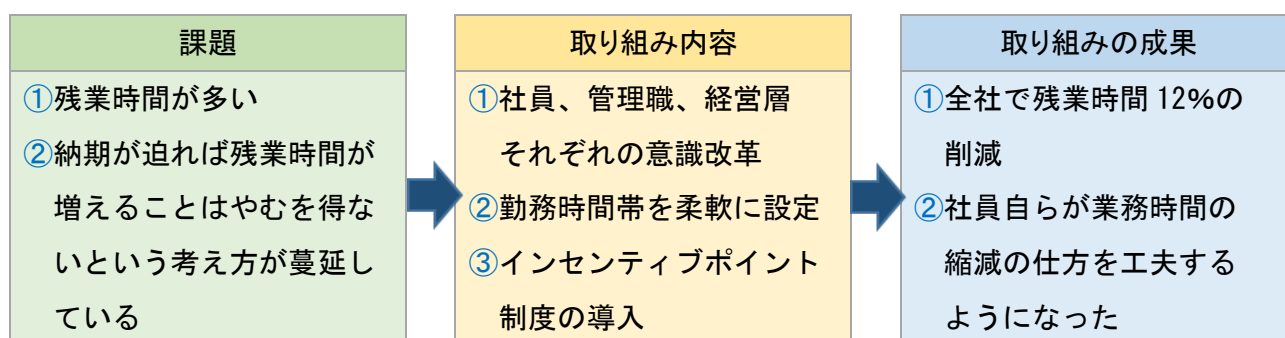 課題
①残業時間が多い
②納期が迫れば残業時間が
増えることはやむを得な
いという考え方が蔓延し
ている
取り組み内容
①社員、管理職、経営層
それぞれの意識改革
②勤務時間帯を柔軟に設定
③インセンティブポイント
制度の導入
取り組みの成果
①全社で残業時間 12%の
削減
②社員自らが業務時間の
縮減の仕方を工夫する
ようになった